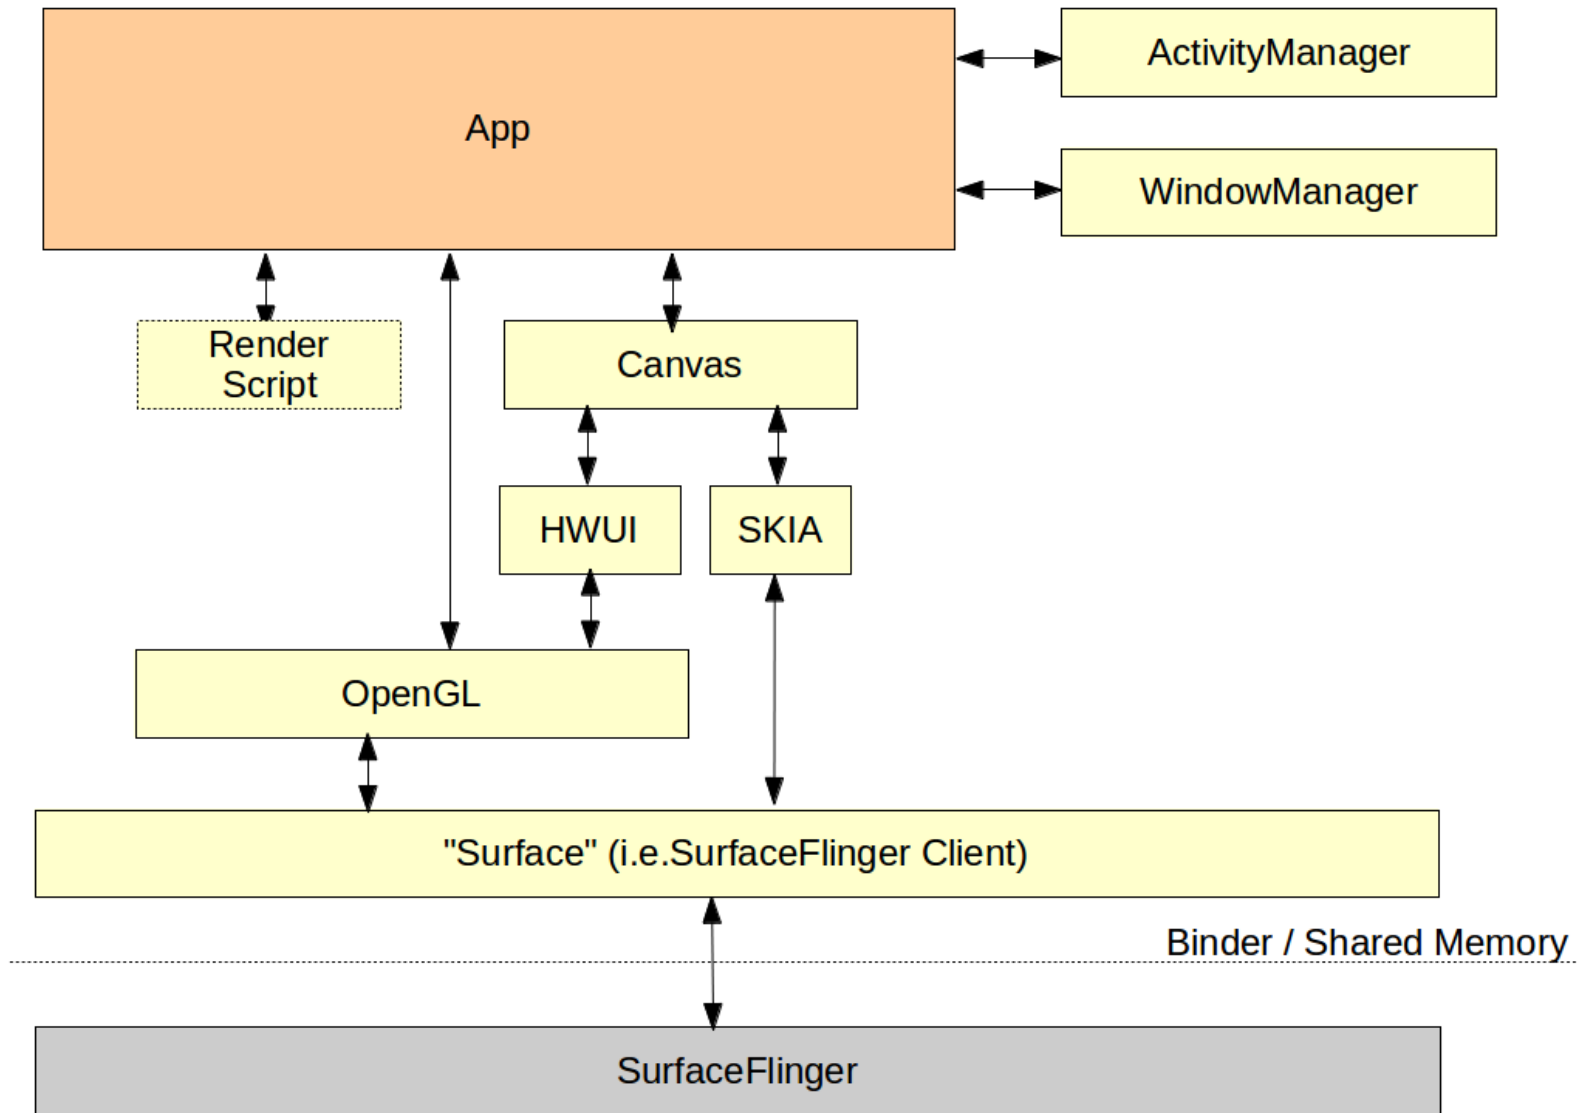 App
ActivityManager
WindowManager
Render
Script
Canvas
HWUI
SKIA
OpenGL
"Surface" (i.e.SurfaceFlinger Client)
Binder / Shared Memory
SurfaceFlinger